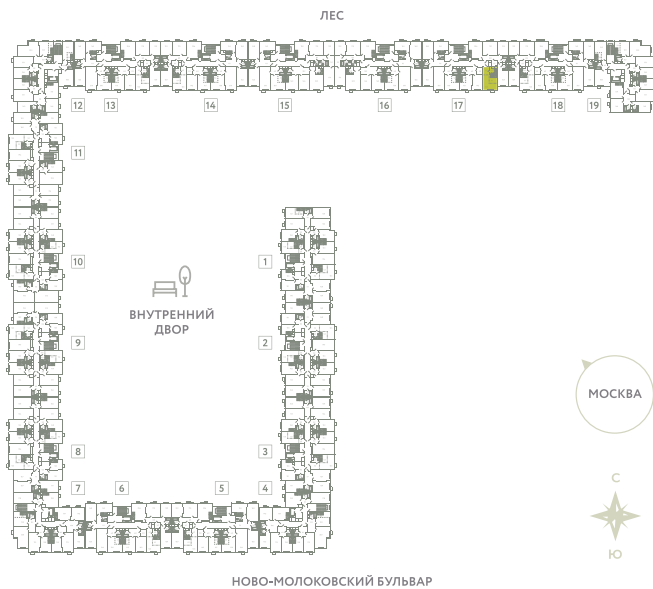 ЛЕС
12 13 14 15 16 17 18 19
11
10 1
ВНУТРЕННИЙ
ДВОР
9 2
МОСКВА
8 3
7 6 5 4
С
Ю
НОВО-МОЛОКОВСКИЙ БУЛЬВАР